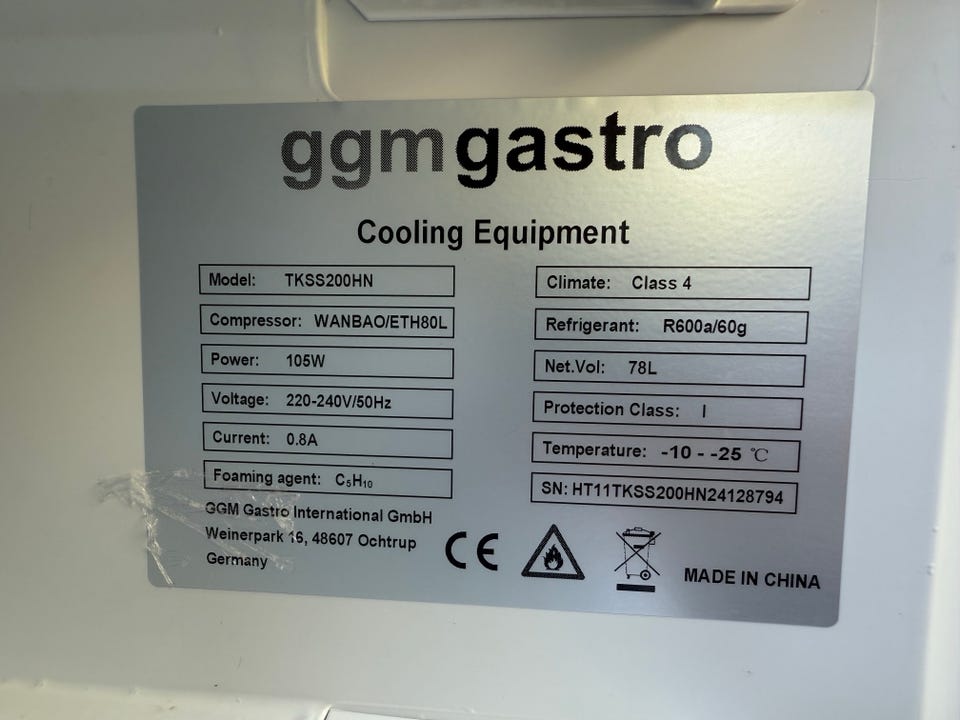 ggmgastro
Cooling Equipment
Model: TKSS200HN
Compressor: WANBAO/ETH80L
Power: 105W
Voltage: 220-240V/50Hz
Current: 0.8A
Foaming agent: C₅H₁₀
Climate: Class 4
Refrigerant: R600a/60g
Net.Vol: 78L
Protection Class: I
Temperature: -10 - -25 ℃
SN: HT11TKSS200HN24128794
GGM Gastro International GmbH
Weinerpark 16, 48607 Ochtrup
Germany
CE
MADE IN CHINA